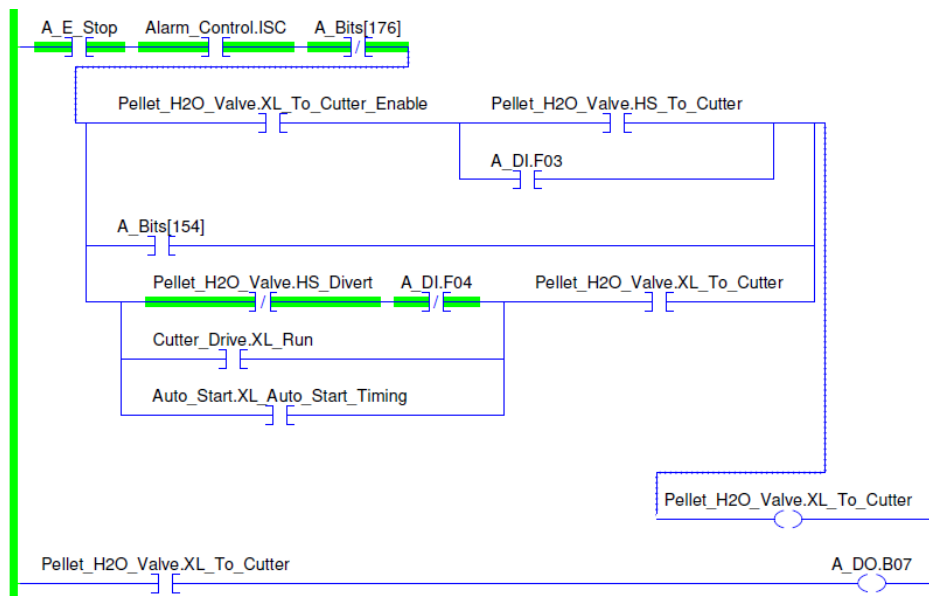 A_E_Stop Alarm_Control.ISC A_Bits[176]
Pellet_H2O_Valve.XL_To_Cutter_Enable Pellet_H2O_Valve.HS_To_Cutter
A_DI.F03
A_Bits[154]
Pellet_H2O_Valve.HS_Divert A_DI.F04 Pellet_H2O_Valve.XL_To_Cutter
Cutter_Drive.XL_Run
Auto_Start.XL_Auto_Start_Timing
Pellet_H2O_Valve.XL_To_Cutter
Pellet_H2O_Valve.XL_To_Cutter A_DO.B07